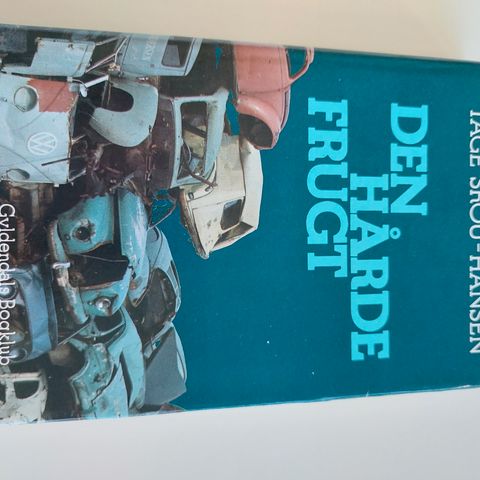 TAGE SKOU-HANSEN
DEN
HÅRDE
FRUGT
Gyldendals Bogklub